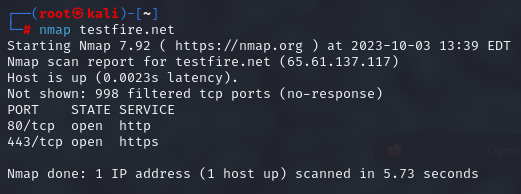 ┌──(root㉿kali)-[~]
└─# nmap testfire.net
Starting Nmap 7.92 ( https://nmap.org ) at 2023-10-03 13:39 EDT
Nmap scan report for testfire.net (65.61.137.117)
Host is up (0.0023s latency).
Not shown: 998 filtered tcp ports (no-response)
PORT    STATE SERVICE
80/tcp  open  http
443/tcp open  https
Nmap done: 1 IP address (1 host up) scanned in 5.73 seconds